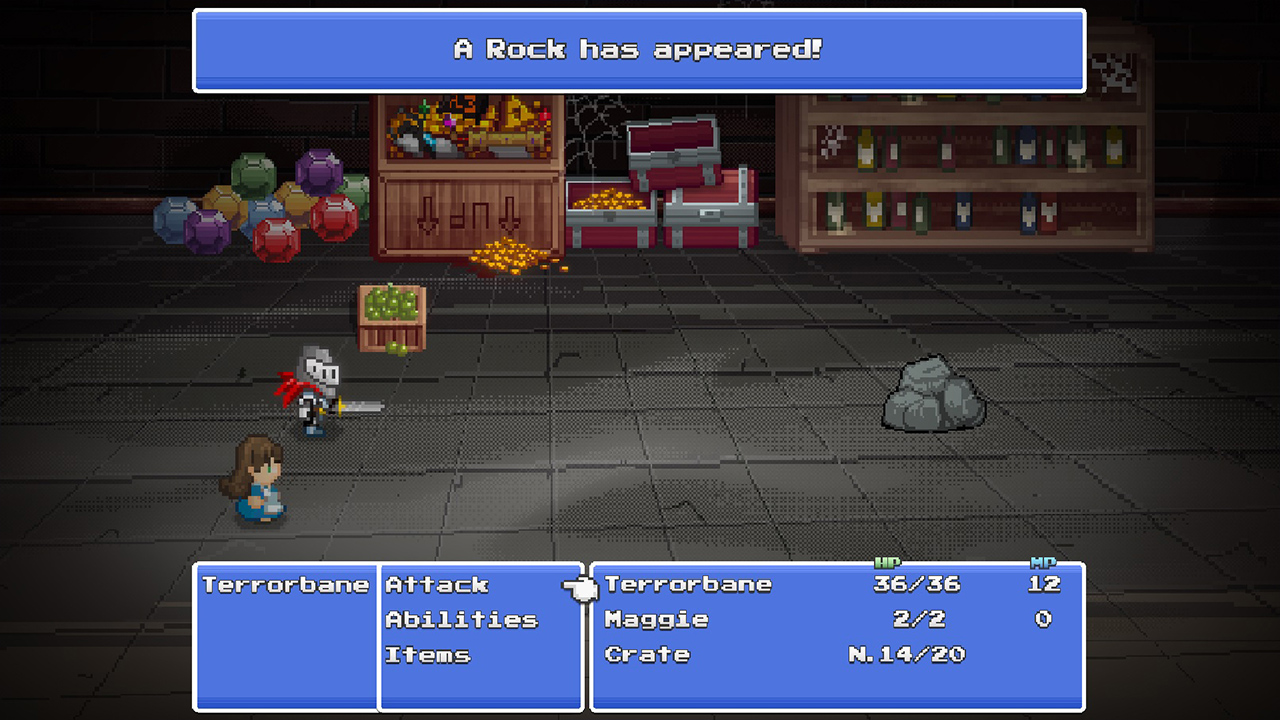 A Rock has appeared!
HP MP
Terrorbane Attack Terrorbane 36/36 12
Abilities Maggie 2/2 0
Items Crate N.14/20